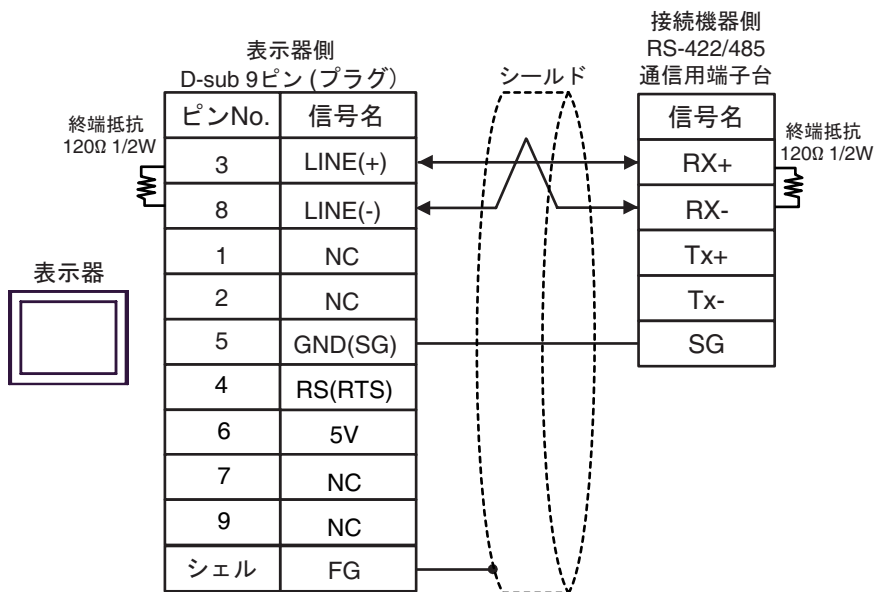 接続機器側
RS-422/485
通信用端子台
表示器側
D-sub 9ピン (プラグ)
シールド
終端抵抗
120Ω 1/2W
ピンNo. 信号名
信号名
終端抵抗
120Ω 1/2W
3 LINE(+) RX+
8 LINE(-) RX-
1 NC Tx+
表示器
2 NC Tx-
5 GND(SG) SG
4 RS(RTS)
6 5V
7 NC
9 NC
シェル FG